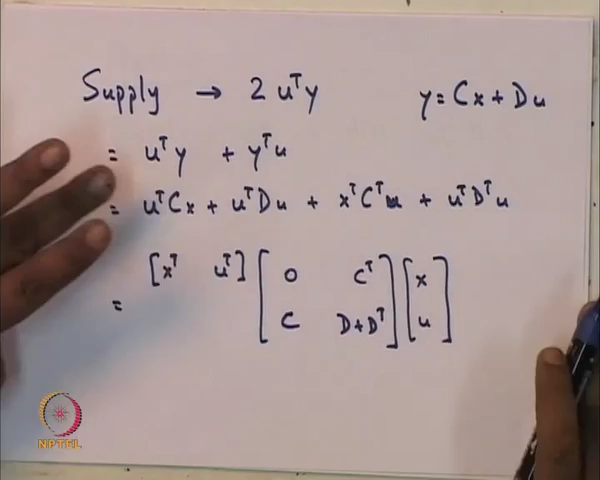 Supply → 2 uᵀy y = Cx + Du
= uᵀy + yᵀu
= uᵀCx + uᵀDu + xᵀCᵀu + uᵀDᵀu
= [xᵀ uᵀ] [0 Cᵀ; C D+Dᵀ] [x; u]
NPTEL